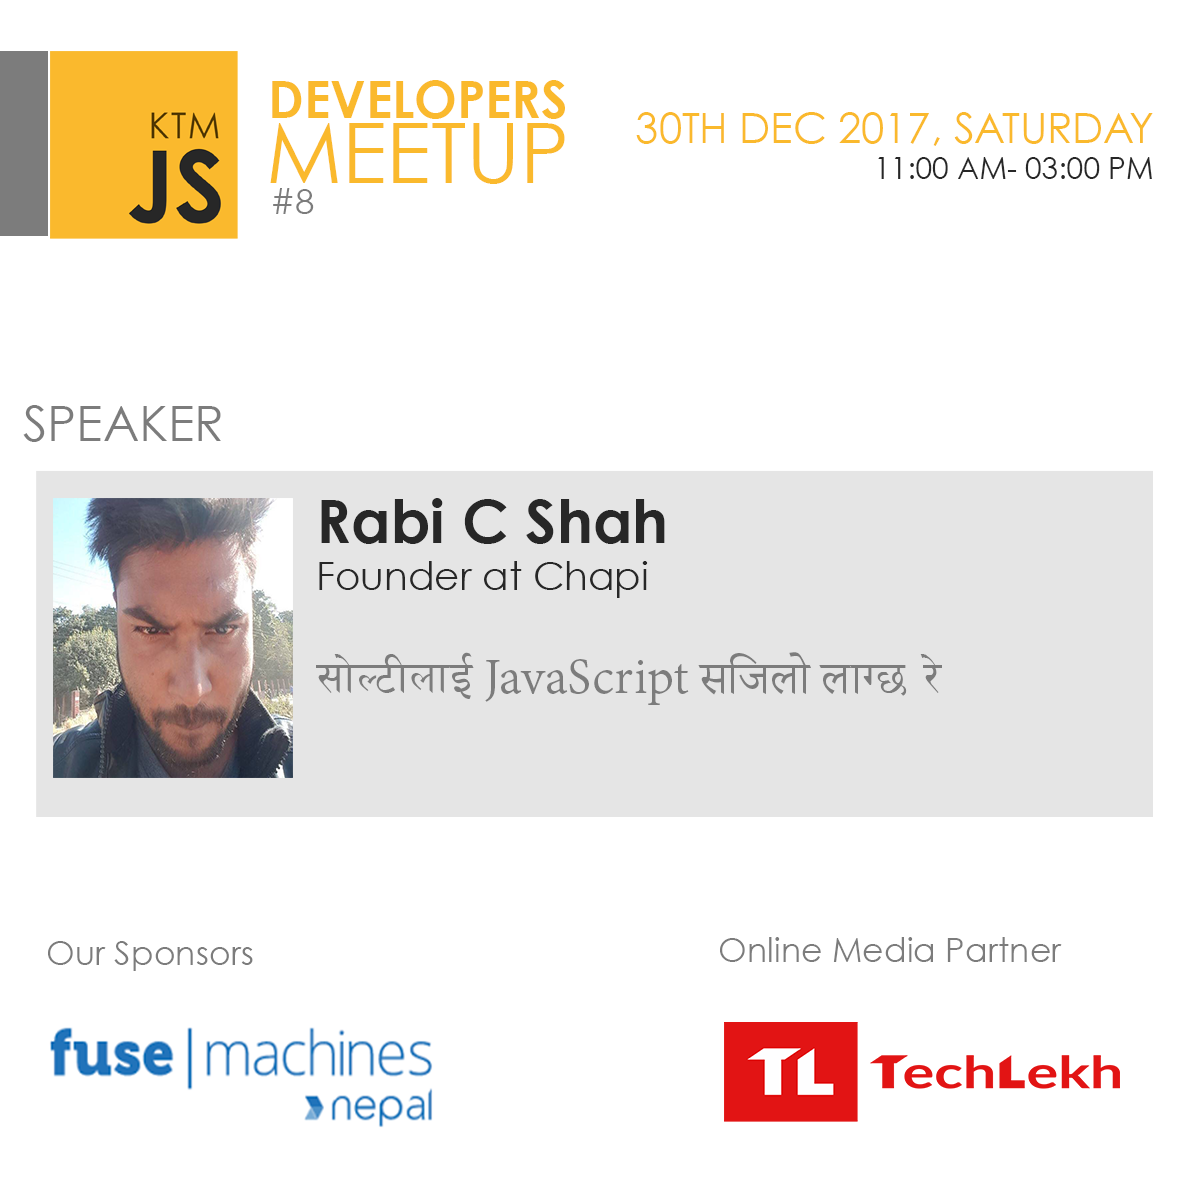 KTM
JS
DEVELOPERS
MEETUP
#8
30TH DEC 2017, SATURDAY
11:00 AM- 03:00 PM
SPEAKER
Rabi C Shah
Founder at Chapi
सोल्टीलाई JavaScript सजिलो लाग्छ रे
Our Sponsors
fuse|machines
nepal
Online Media Partner
TL TechLekh